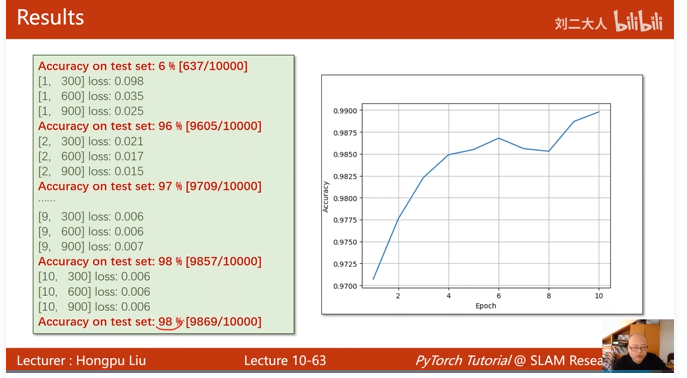 Results
刘二大人 bilibili
Accuracy on test set: 6 % [637/10000]
[1, 300] loss: 0.098
[1, 600] loss: 0.035
[1, 900] loss: 0.025
Accuracy on test set: 96 % [9605/10000]
[2, 300] loss: 0.021
[2, 600] loss: 0.017
[2, 900] loss: 0.015
Accuracy on test set: 97 % [9709/10000]
......
[9, 300] loss: 0.006
[9, 600] loss: 0.006
[9, 900] loss: 0.007
Accuracy on test set: 98 % [9857/10000]
[10, 300] loss: 0.006
[10, 600] loss: 0.006
[10, 900] loss: 0.006
Accuracy on test set: 98 % [9869/10000]
0.9900
0.9875
0.9850
0.9825
0.9800
0.9775
0.9750
0.9725
0.9700
Accuracy
2 4 6 8 10
Epoch
Lecturer : Hongpu Liu
Lecture 10-63
PyTorch Tutorial @ SLAM Resea